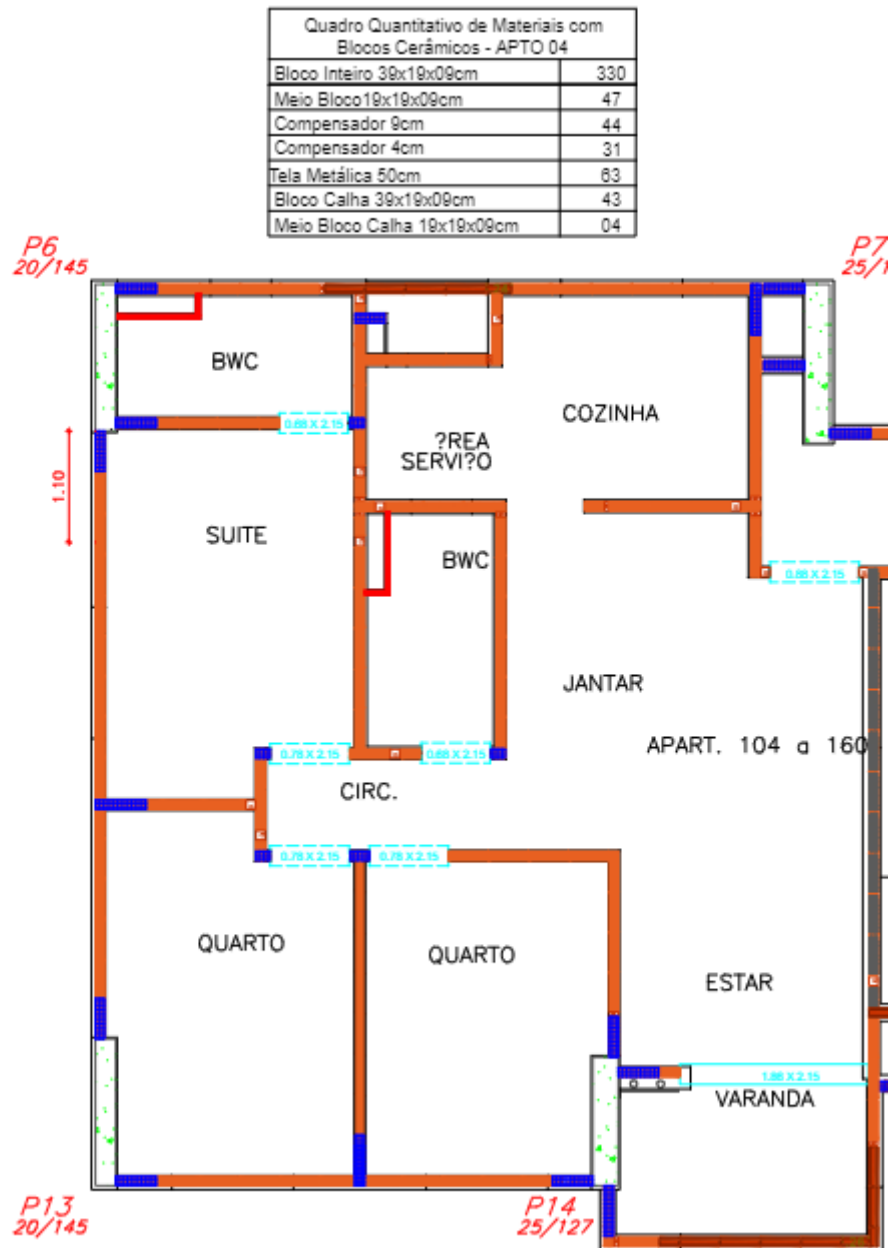 Quadro Quantitativo de Materiais com
Blocos Cerâmicos - APTO 04
Bloco Inteiro 39x19x09cm 330
Meio Bloco19x19x09cm 47
Compensador 9cm 44
Compensador 4cm 31
Tela Metálica 50cm 63
Bloco Calha 39x19x09cm 43
Meio Bloco Calha 19x19x09cm 04
P6
20/145
P7
25/1
BWC
0.68 X 2.15
COZINHA
?REA
SERVI?O
1.10
SUITE
BWC
0.88 X 2.15
JANTAR
APART. 104 a 160
0.78 X 2.15
0.68 X 2.15
CIRC.
0.78 X 2.15
0.78 X 2.15
QUARTO
QUARTO
ESTAR
1.88 X 2.15
VARANDA
P13
20/145
P14
25/127